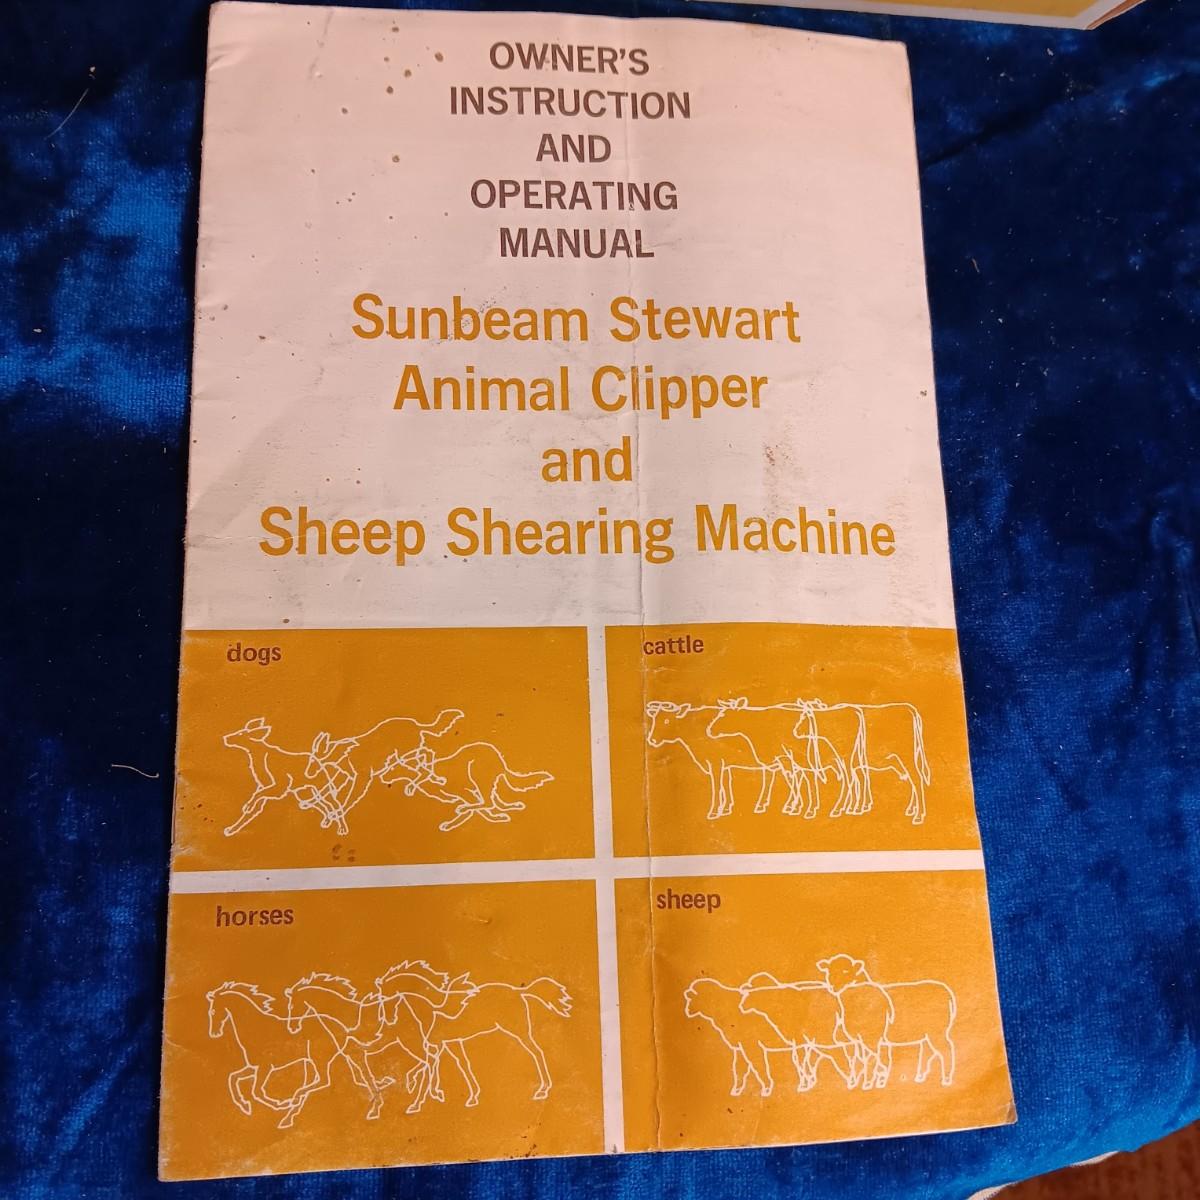 OWNER'S
INSTRUCTION
AND
OPERATING
MANUAL
Sunbeam Stewart
Animal Clipper
and
Sheep Shearing Machine
dogs
cattle
horses
sheep